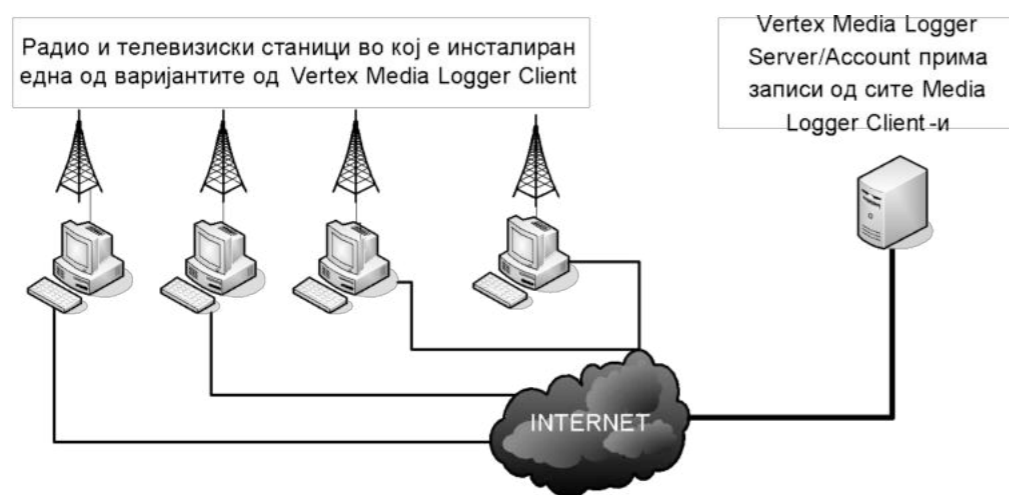 Радио и телевизиски станици во кој е инсталиран
една од варијантите од Vertex Media Logger Client
Vertex Media Logger
Server/Account прима
записи од сите Media
Logger Client-и
INTERNET